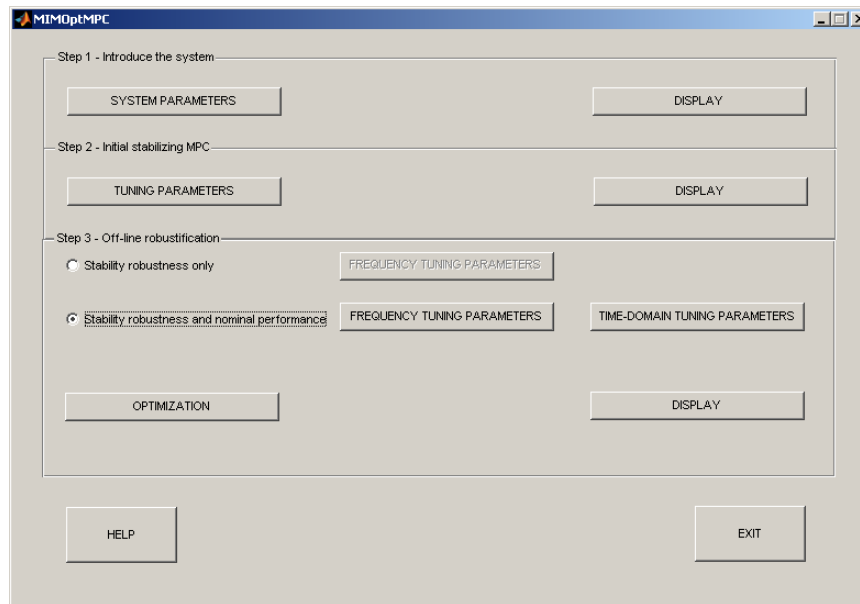 MIMOptMPC
Step 1 - Introduce the system
SYSTEM PARAMETERS
DISPLAY
Step 2 - Initial stabilizing MPC
TUNING PARAMETERS
DISPLAY
Step 3 - Off-line robustification
Stability robustness only
FREQUENCY TUNING PARAMETERS
Stability robustness and nominal performance
FREQUENCY TUNING PARAMETERS
TIME-DOMAIN TUNING PARAMETERS
OPTIMIZATION
DISPLAY
HELP
EXIT